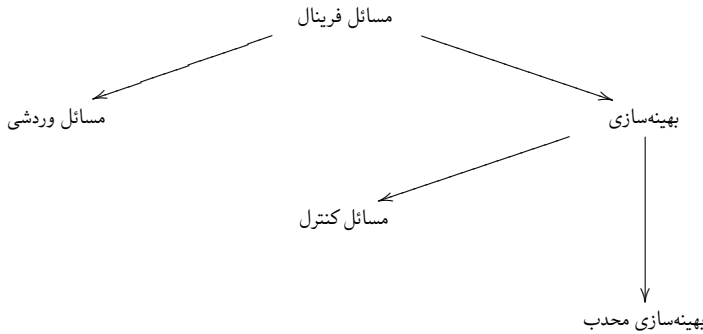 مسائل فرینال
بهینه‌سازی
مسائل وردشی
مسائل کنترل
بهینه‌سازی محدب